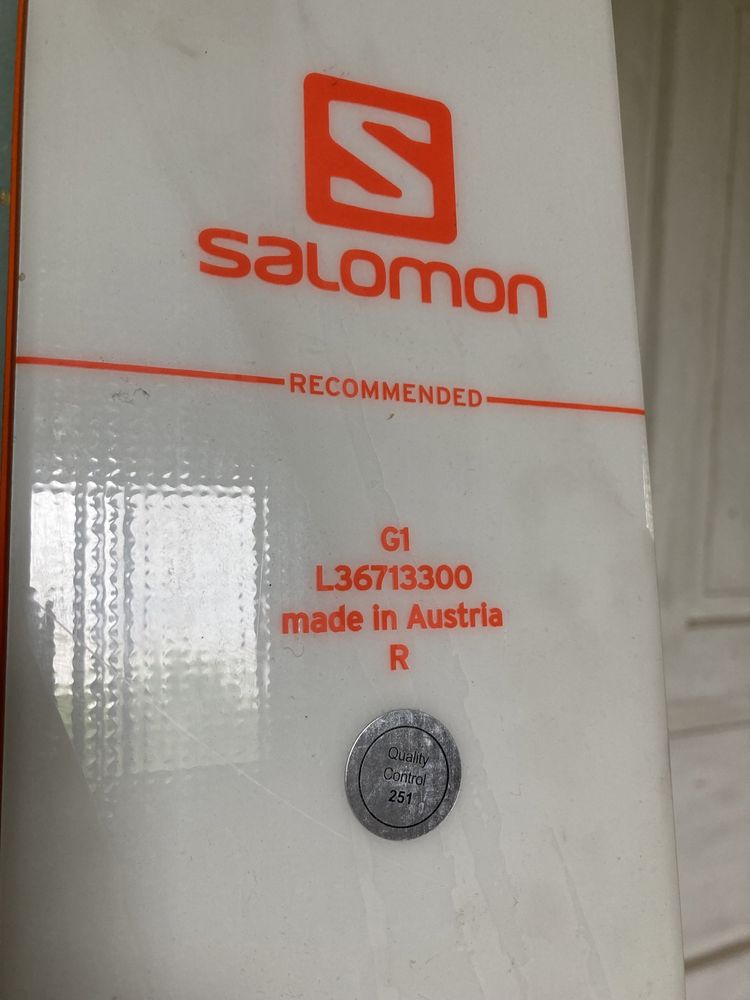 S
salomon
RECOMMENDED
G1
L36713300
made in Austria
R
Quality
Control
251